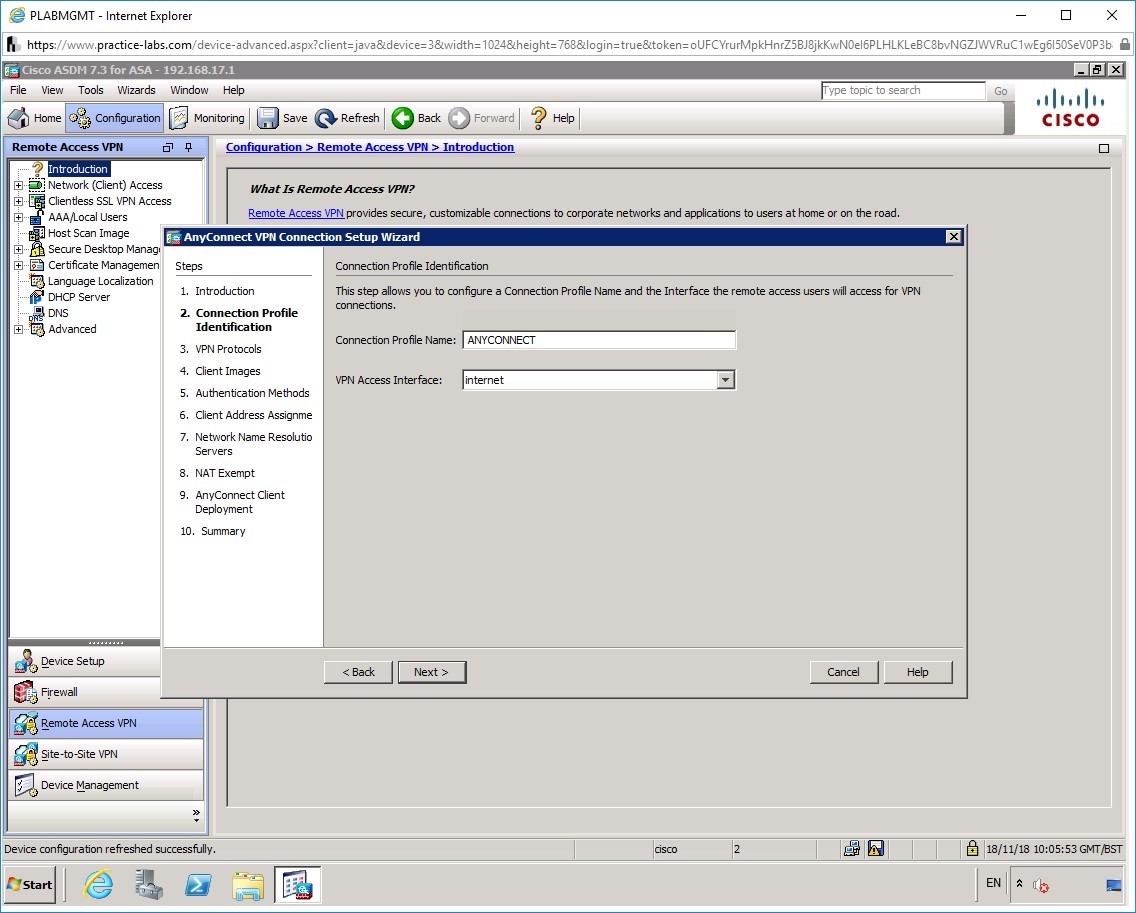 PLABMGMT - Internet Explorer
https://www.practice-labs.com/device-advanced.aspx?client=java&device=3&width=1024&height=768&login=true&token=
Cisco ASDM 7.3 for ASA - 192.168.17.1
File View Tools Wizards Window Help
Type topic to search
Go
Home
Configuration
Monitoring
Save
Refresh
Back
Forward
Help
CISCO
Remote Access VPN
Configuration > Remote Access VPN > Introduction
Introduction
Network (Client) Access
Clientless SSL VPN Access
AAA/Local Users
Host Scan Image
Secure Desktop Manag
Certificate Managemen
Language Localization
DHCP Server
DNS
Advanced
What Is Remote Access VPN?
Remote Access VPN provides secure, customizable connections to corporate networks and applications to users at home or on the road.
AnyConnect VPN Connection Setup Wizard
Steps
1. Introduction
2. Connection Profile
Identification
3. VPN Protocols
4. Client Images
5. Authentication Methods
6. Client Address Assignme
7. Network Name Resolutio
Servers
8. NAT Exempt
9. AnyConnect Client
Deployment
10. Summary
Connection Profile Identification
This step allows you to configure a Connection Profile Name and the Interface the remote access users will access for VPN
connections.
Connection Profile Name: ANYCONNECT
VPN Access Interface: internet
< Back
Next >
Cancel
Help
Device Setup
Firewall
Remote Access VPN
Site-to-Site VPN
Device Management
Device configuration refreshed successfully.
cisco
2
18/11/18 10:05:53 GMT/BST
Start
EN